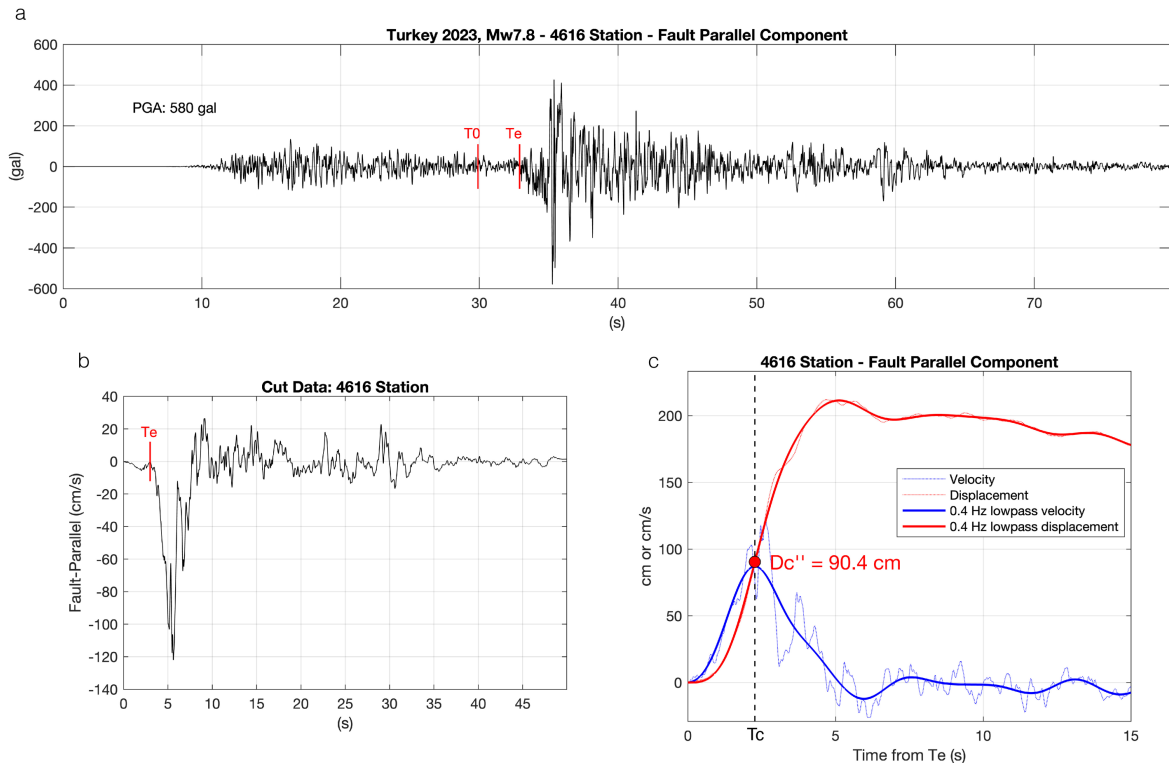 a
Turkey 2023, Mw7.8 - 4616 Station - Fault Parallel Component
600
400
200
0
-200
-400
-600
(gal)
PGA: 580 gal
T0
Te
0 10 20 30 40 50 60 70
(s)
b
Cut Data: 4616 Station
40
20
0
-20
-40
-60
-80
-100
-120
-140
Fault-Parallel (cm/s)
Te
0 5 10 15 20 25 30 35 40 45
(s)
c
4616 Station - Fault Parallel Component
200
150
100
50
0
cm or cm/s
Velocity
Displacement
0.4 Hz lowpass velocity
0.4 Hz lowpass displacement
Dc'' = 90.4 cm
0 Tc 5 10 15
Time from Te (s)